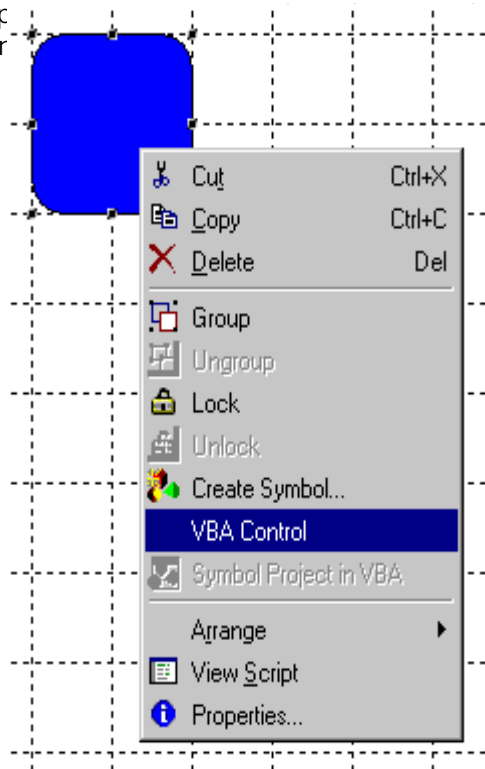 Cut Ctrl+X
Copy Ctrl+C
Delete Del
Group
Ungroup
Lock
Unlock
Create Symbol...
VBA Control
Symbol Project in VBA
Arrange
View Script
Properties...